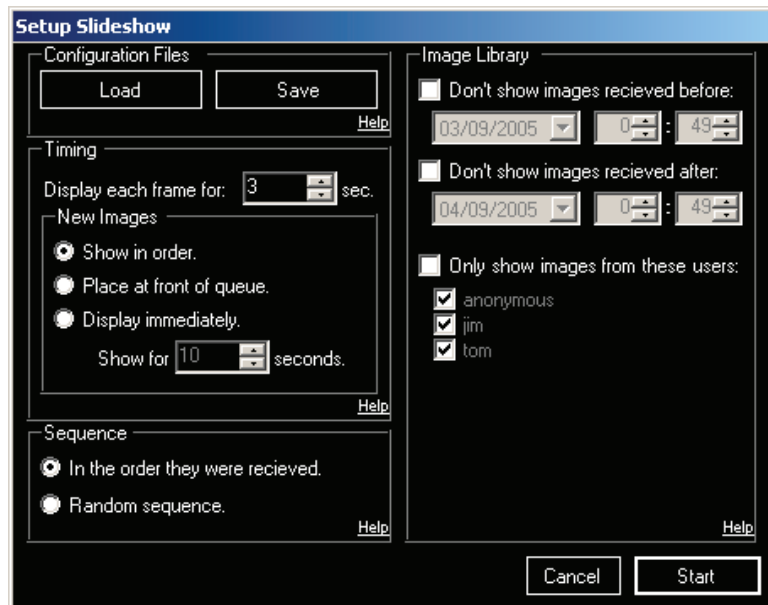 Setup Slideshow
Configuration Files
Load
Save
Help
Timing
Display each frame for: 3 sec.
New Images
Show in order.
Place at front of queue.
Display immediately.
Show for 10 seconds.
Help
Sequence
In the order they were recieved.
Random sequence.
Help
Image Library
Don't show images recieved before:
03/09/2005 0 : 49
Don't show images recieved after:
04/09/2005 0 : 49
Only show images from these users:
anonymous
jim
tom
Help
Cancel
Start